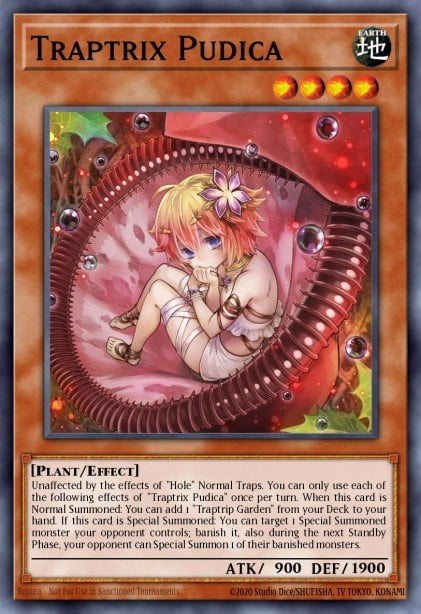 TRAPTRIX PUDICA
EARTH
地
[PLANT/EFFECT]
Unaffected by the effects of "Hole" Normal Traps. You can only use each of
the following effects of "Traptrix Pudica" once per turn. When this card is
Normal Summoned: You can add 1 "Traptrip Garden" from your Deck to
your hand. If this card is Special Summoned: You can target 1 Special Summoned
monster your opponent controls; banish it, also during the next Standby
Phase, your opponent can Special Summon 1 of their banished monsters.
ATK/ 900 DEF/1900
Replica - Not For Use in Sanctioned Tournaments
©2020 Studio Dice/SHUEISHA, TV TOKYO, KONAMI